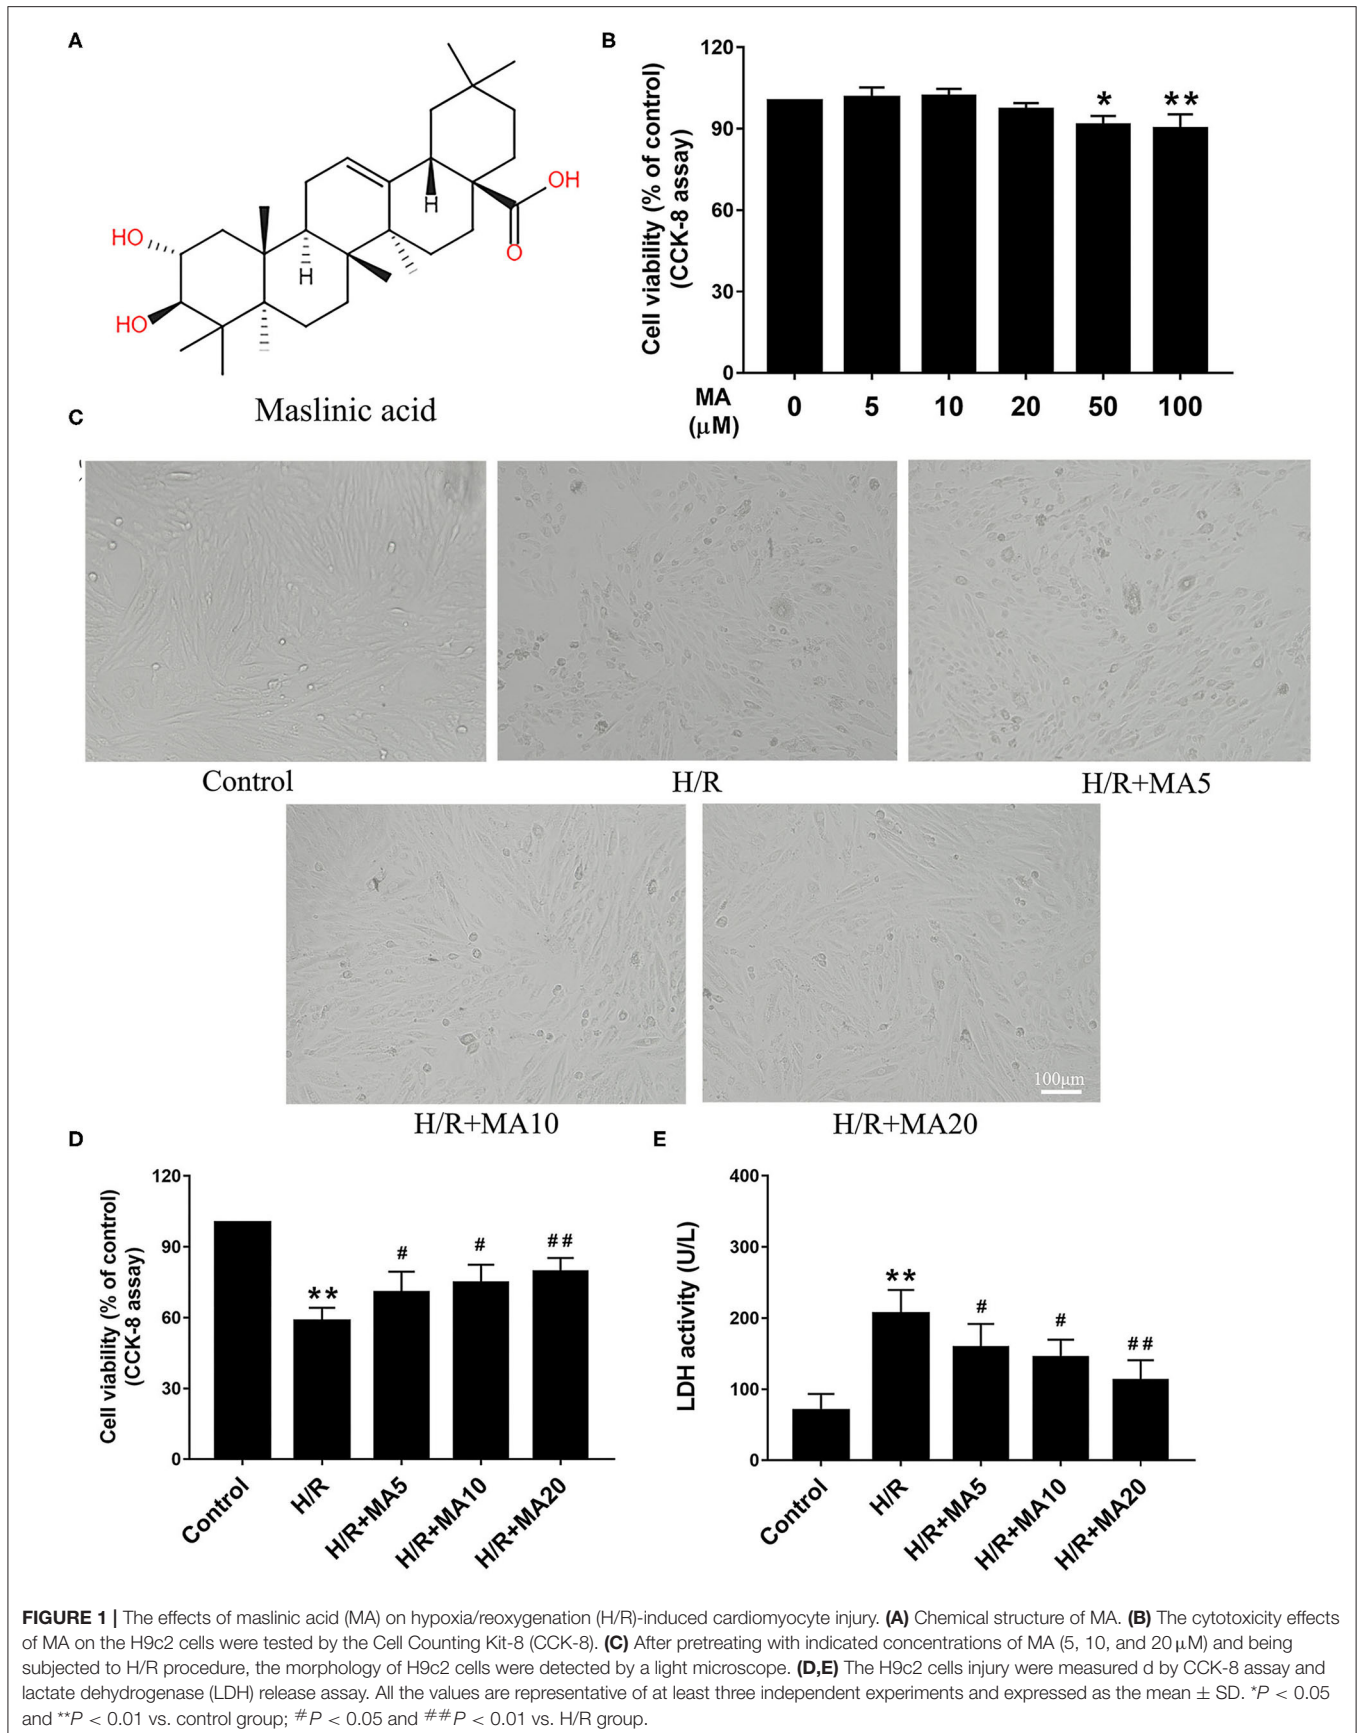 A
OH
H
HO
H
O
HO
Maslinic acid
B
Cell viability (% of control)
(CCK-8 assay)
120
90
60
30
0
*
**
MA
(μM)
0 5 10 20 50 100
C
Control
H/R
H/R+MA5
100μm
H/R+MA10
H/R+MA20
D
Cell viability (% of control)
(CCK-8 assay)
120
90
60
30
0
**
#
#
##
Control
H/R
H/R+MA5
H/R+MA10
H/R+MA20
E
LDH activity (U/L)
400
300
200
100
0
**
#
#
##
Control
H/R
H/R+MA5
H/R+MA10
H/R+MA20
FIGURE 1 | The effects of maslinic acid (MA) on hypoxia/reoxygenation (H/R)-induced cardiomyocyte injury. (A) Chemical structure of MA. (B) The cytotoxicity effects
of MA on the H9c2 cells were tested by the Cell Counting Kit-8 (CCK-8). (C) After pretreating with indicated concentrations of MA (5, 10, and 20 μM) and being
subjected to H/R procedure, the morphology of H9c2 cells were detected by a light microscope. (D,E) The H9c2 cells injury were measured d by CCK-8 assay and
lactate dehydrogenase (LDH) release assay. All the values are representative of at least three independent experiments and expressed as the mean ± SD. *P < 0.05
and **P < 0.01 vs. control group; #P < 0.05 and ##P < 0.01 vs. H/R group.